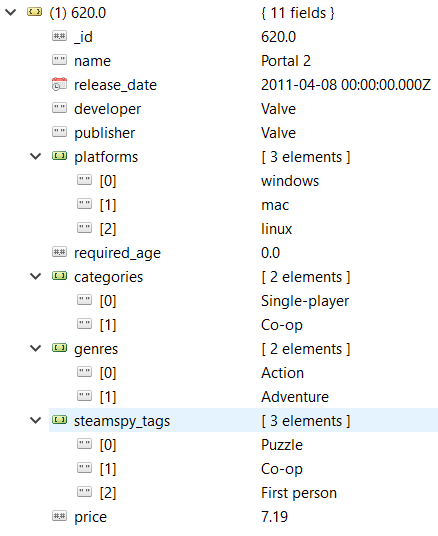 (1) 620.0 { 11 fields }
_id 620.0
name Portal 2
release_date 2011-04-08 00:00:00.000Z
developer Valve
publisher Valve
platforms [ 3 elements ]
[0] windows
[1] mac
[2] linux
required_age 0.0
categories [ 2 elements ]
[0] Single-player
[1] Co-op
genres [ 2 elements ]
[0] Action
[1] Adventure
steamspy_tags [ 3 elements ]
[0] Puzzle
[1] Co-op
[2] First person
price 7.19